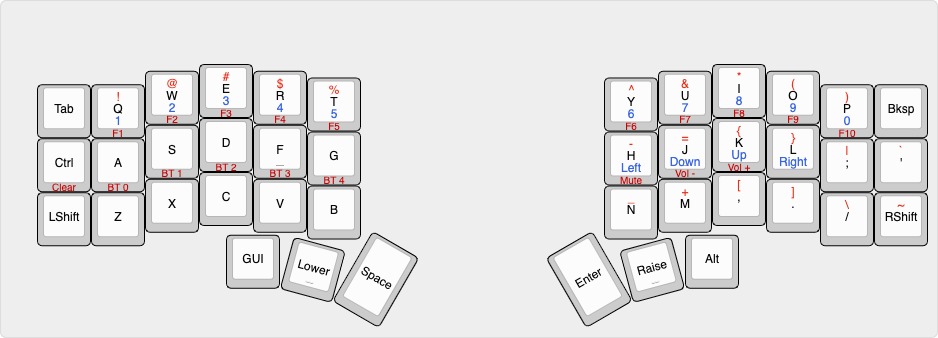 Tab
!
Q
1
F1
@
W
2
F2
#
E
3
F3
$
R
4
F4
%
T
5
F5
^
Y
6
F6
&
U
7
F7
*
I
8
F8
(
O
9
F9
)
P
0
F10
Bksp
Ctrl
Clear
A
BT 0
S
BT 1
D
BT 2
F
_
BT 3
G
BT 4
-
H
Left
Mute
=
J
Down
Vol -
{
K
Up
Vol +
}
L
Right
|
;
`
'
LShift
Z
X
C
V
B
_
N
+
M
[
,
]
.
\
/
~
RShift
GUI
Lower
_
Space
Enter
Raise
_
Alt